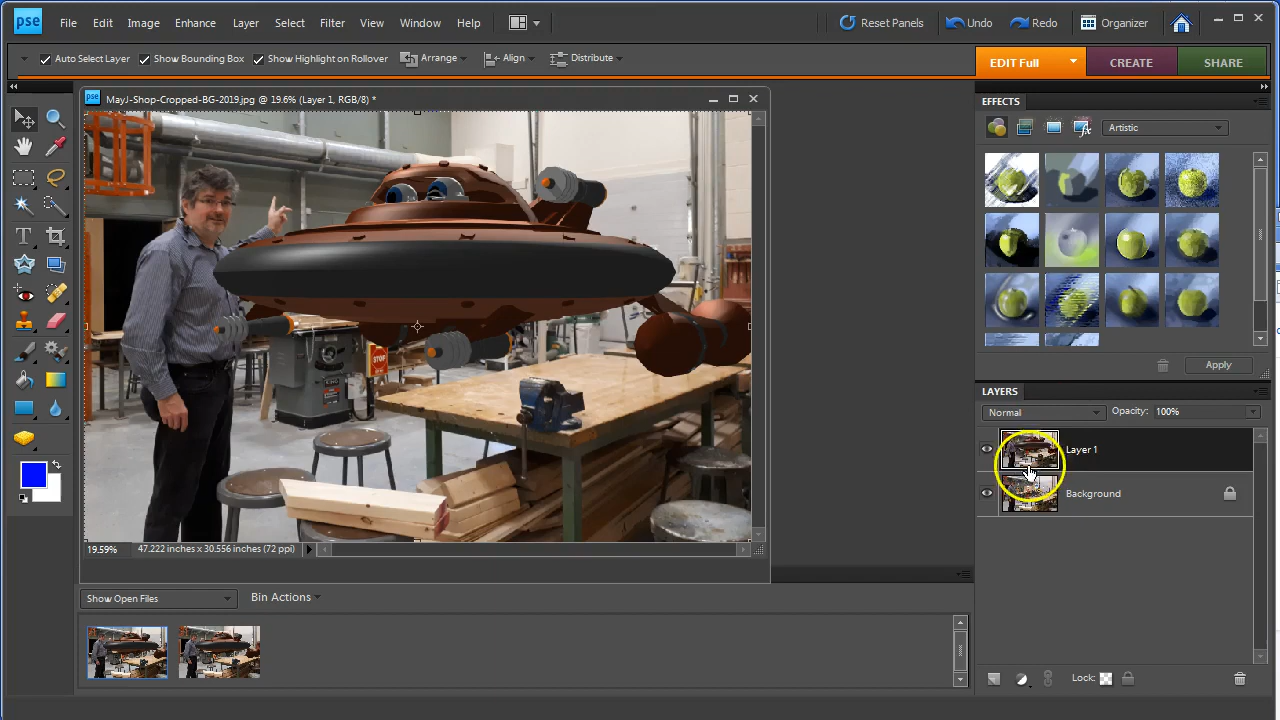 pse File Edit Image Enhance Layer Select Filter View Window Help Reset Panels Undo Redo Organizer
Auto Select Layer Show Bounding Box Show Highlight on Rollover Arrange Align Distribute EDIT Full CREATE SHARE
MayJ-Shop-Cropped-BG-2019.jpg @ 19.6% (Layer 1, RGB/8) *
EFFECTS
Artistic
STOP
Apply
LAYERS
Normal Opacity: 100%
Layer 1
Background
19.59% 47.222 inches x 30.556 inches (72 ppi)
Show Open Files Bin Actions
Lock: